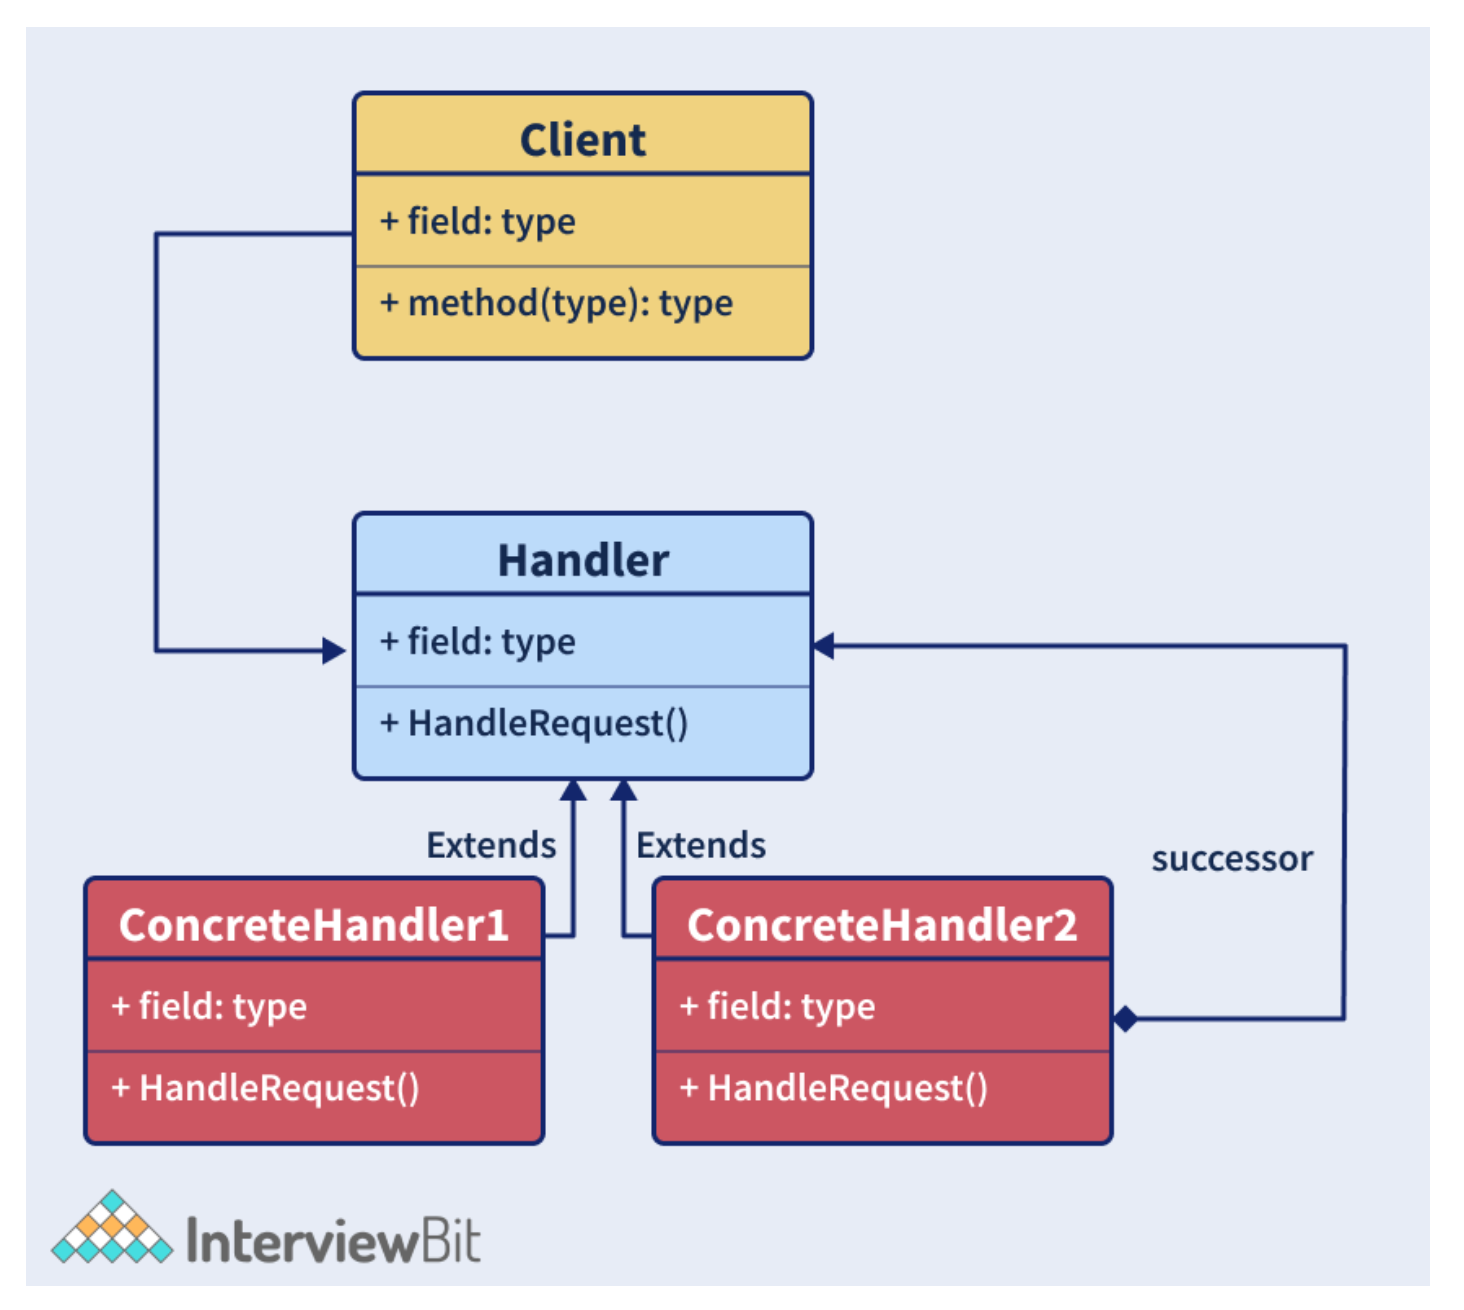 Client
+ field: type
+ method(type): type
Handler
+ field: type
+ HandleRequest()
Extends
Extends
successor
ConcreteHandler1
+ field: type
+ HandleRequest()
ConcreteHandler2
+ field: type
+ HandleRequest()
InterviewBit